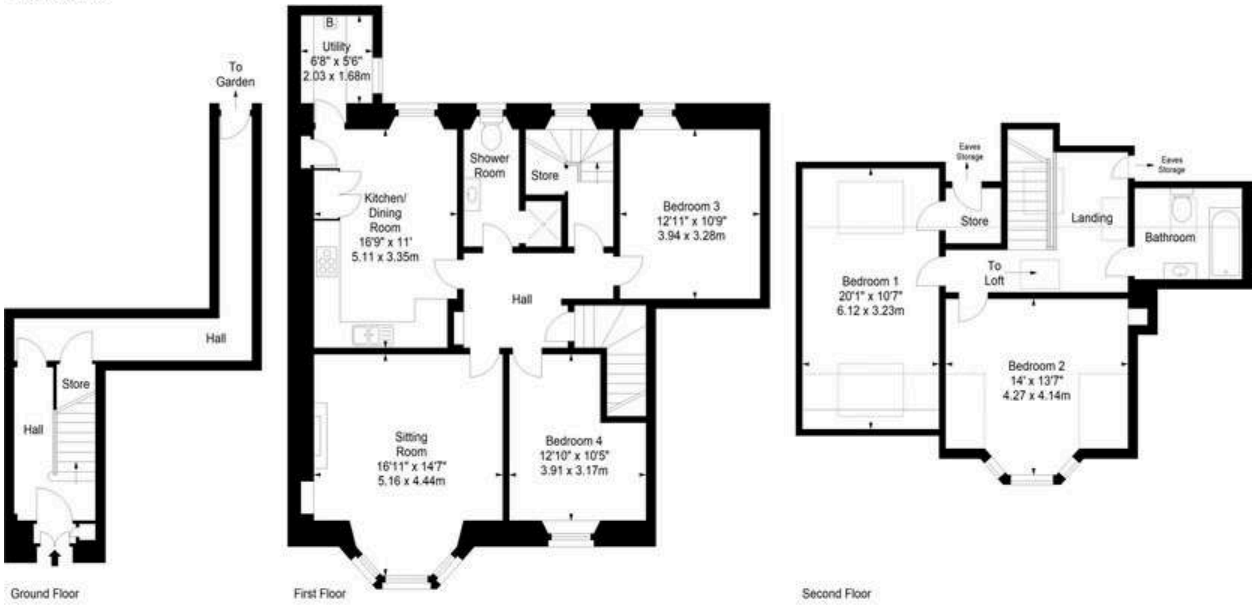 To
Garden
Hall
Store
Hall
Ground Floor
B
Utility
6'8" x 5'6"
2.03 x 1.68m
Kitchen/
Dining
Room
16'9" x 11'
5.11 x 3.35m
Shower
Room
Store
Bedroom 3
12'11" x 10'9"
3.94 x 3.28m
Hall
Sitting
Room
16'11" x 14'7"
5.16 x 4.44m
Bedroom 4
12'10" x 10'5"
3.91 x 3.17m
First Floor
Eaves
Storage
Eaves
Storage
Store
Landing
Bathroom
To
Loft
Bedroom 1
20'1" x 10'7"
6.12 x 3.23m
Bedroom 2
14' x 13'7"
4.27 x 4.14m
Second Floor